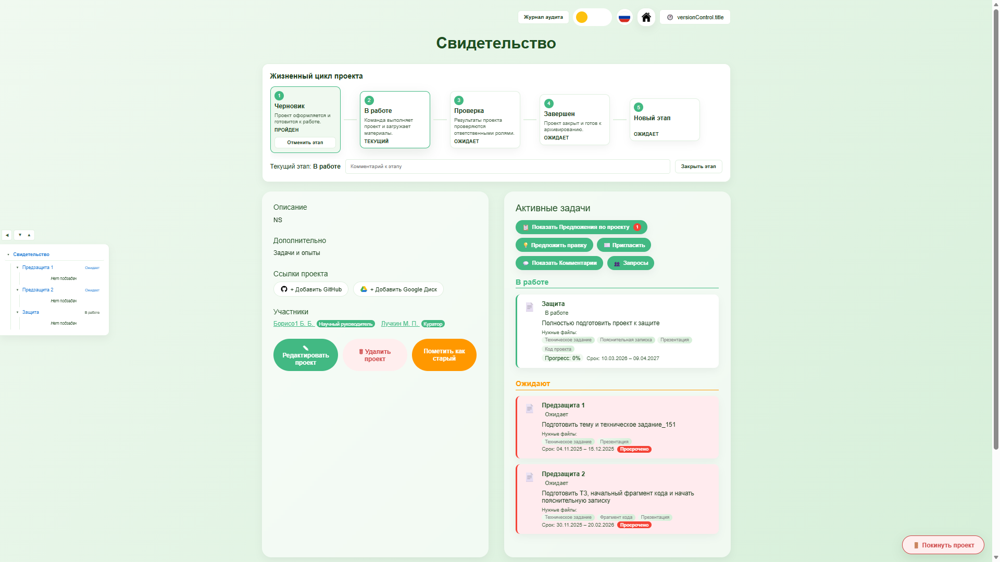 Журнал аудита
versionControl.title
Свидетельство
Жизненный цикл проекта
1
Черновик
Проект оформляется и
готовится к работе.
ПРОЙДЕН
Отменить этап
2
В работе
Команда выполняет
проект и загружает
материалы.
ТЕКУЩИЙ
3
Проверка
Результаты проекта
проверяются
ответственными ролями.
ОЖИДАЕТ
4
Завершен
Проект закрыт и готов к
архивированию.
ОЖИДАЕТ
5
Новый этап
ОЖИДАЕТ
Текущий этап: В работе
Комментарий к этапу
Закрыть этап
Свидетельство
Предзащита 1 Ожидает
Нет подзадач
Предзащита 2 Ожидает
Нет подзадач
Защита В работе
Нет подзадач
Описание
NS
Дополнительно
Задачи и опыты
Ссылки проекта
+ Добавить GitHub
+ Добавить Google Диск
Участники
Борисо1 Б. Б. Научный руководитель Лучкин М. П. Куратор
Редактировать
проект
Удалить
проект
Пометить как
старый
Активные задачи
Показать Предложения по проекту 1
Предложить правку
Пригласить
Показать Комментарии
Запросы
В работе
Защита
В работе
Полностью подготовить проект к защите
Нужные файлы:
Техническое задание Пояснительная записка Презентация
Код проекта
Прогресс: 0% Срок: 10.03.2026 – 09.04.2027
Ожидают
Предзащита 1
Ожидает
Подготовить тему и техническое задание_151
Нужные файлы:
Техническое задание Презентация
Срок: 04.11.2025 – 15.12.2025 Просрочено
Предзащита 2
Ожидает
Подготовить ТЗ, начальный фрагмент кода и начать
пояснительную записку
Нужные файлы:
Техническое задание Фрагмент кода Презентация
Срок: 30.11.2025 – 20.02.2026 Просрочено
Покинуть проект